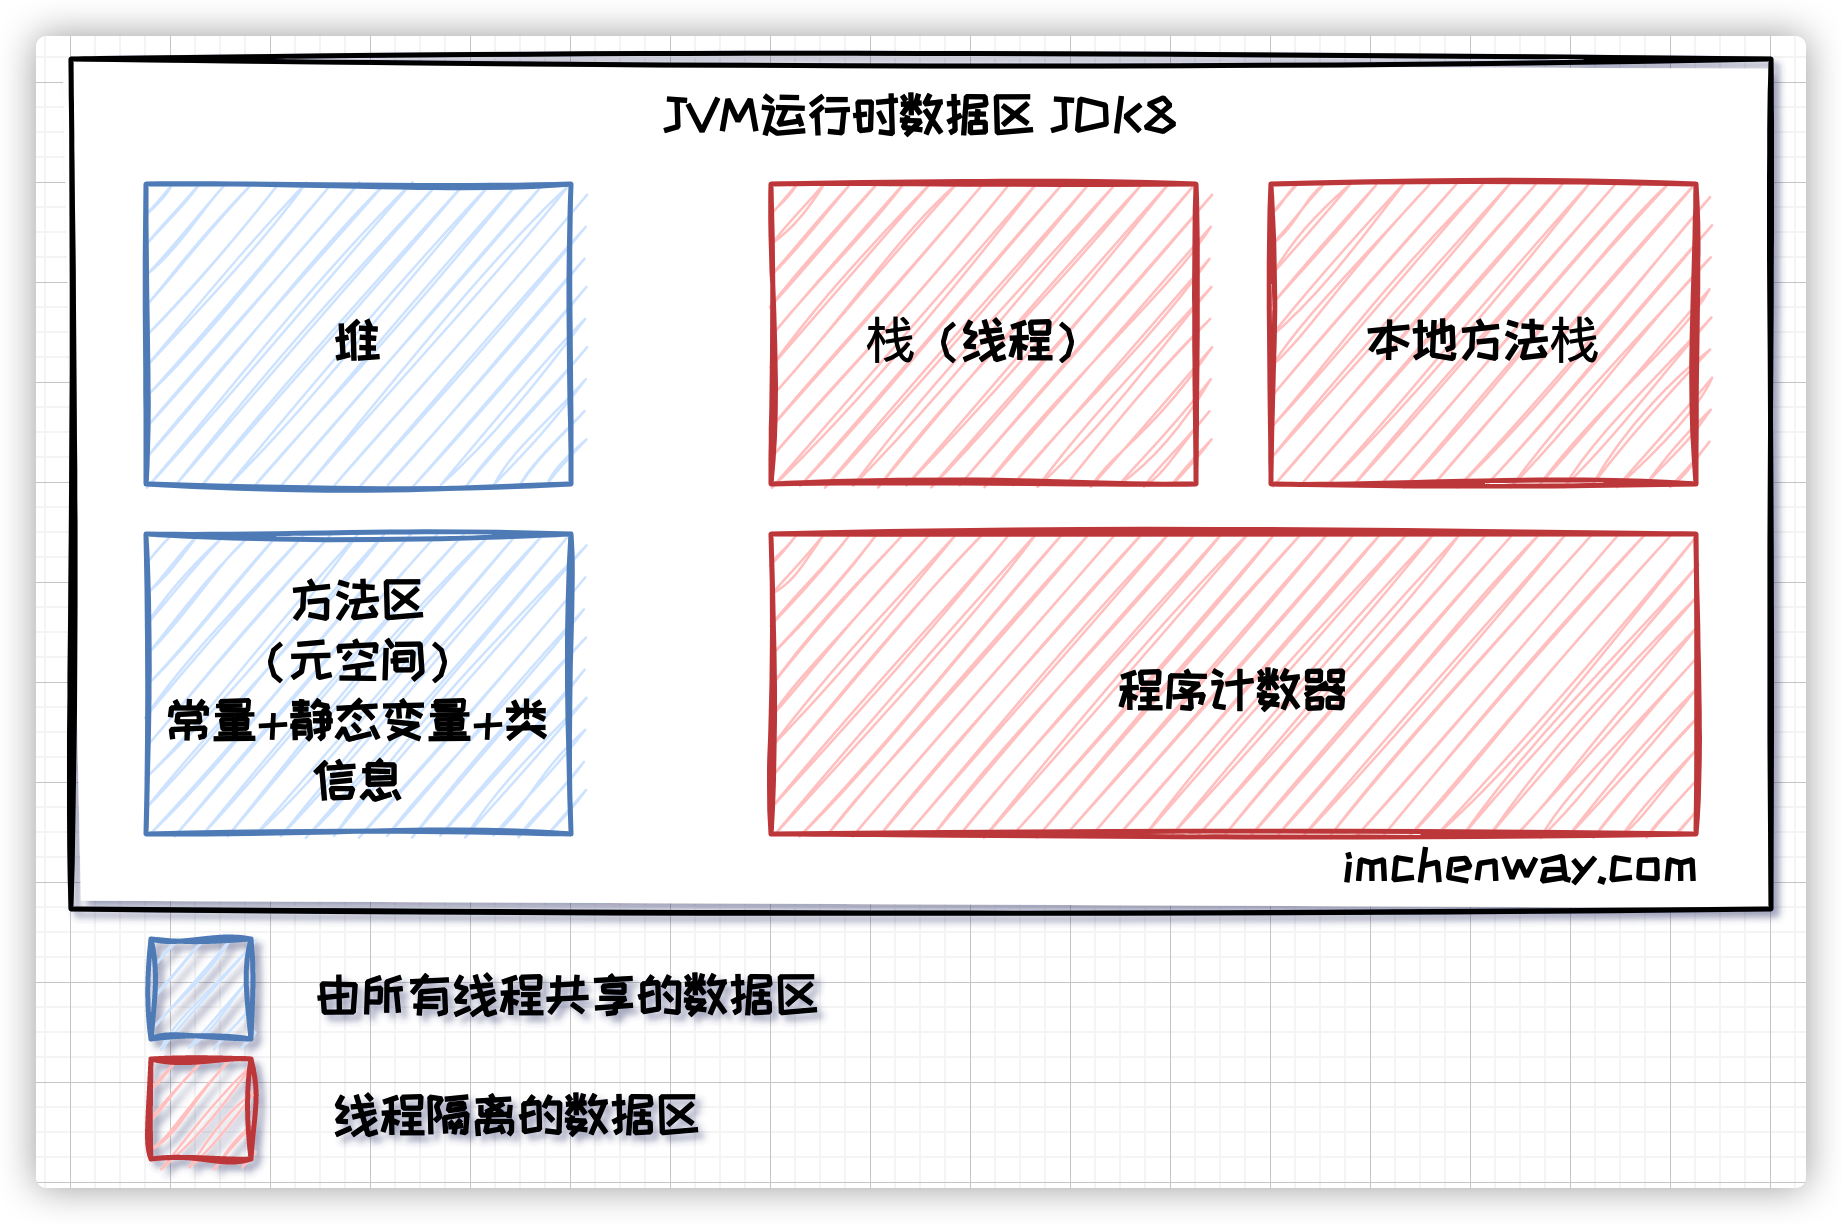 JVM运行时数据区 JDK8
堆
栈（线程）
本地方法栈
方法区
（元空间）
常量+静态变量+类
信息
程序计数器
imchenway.com
由所有线程共享的数据区
线程隔离的数据区